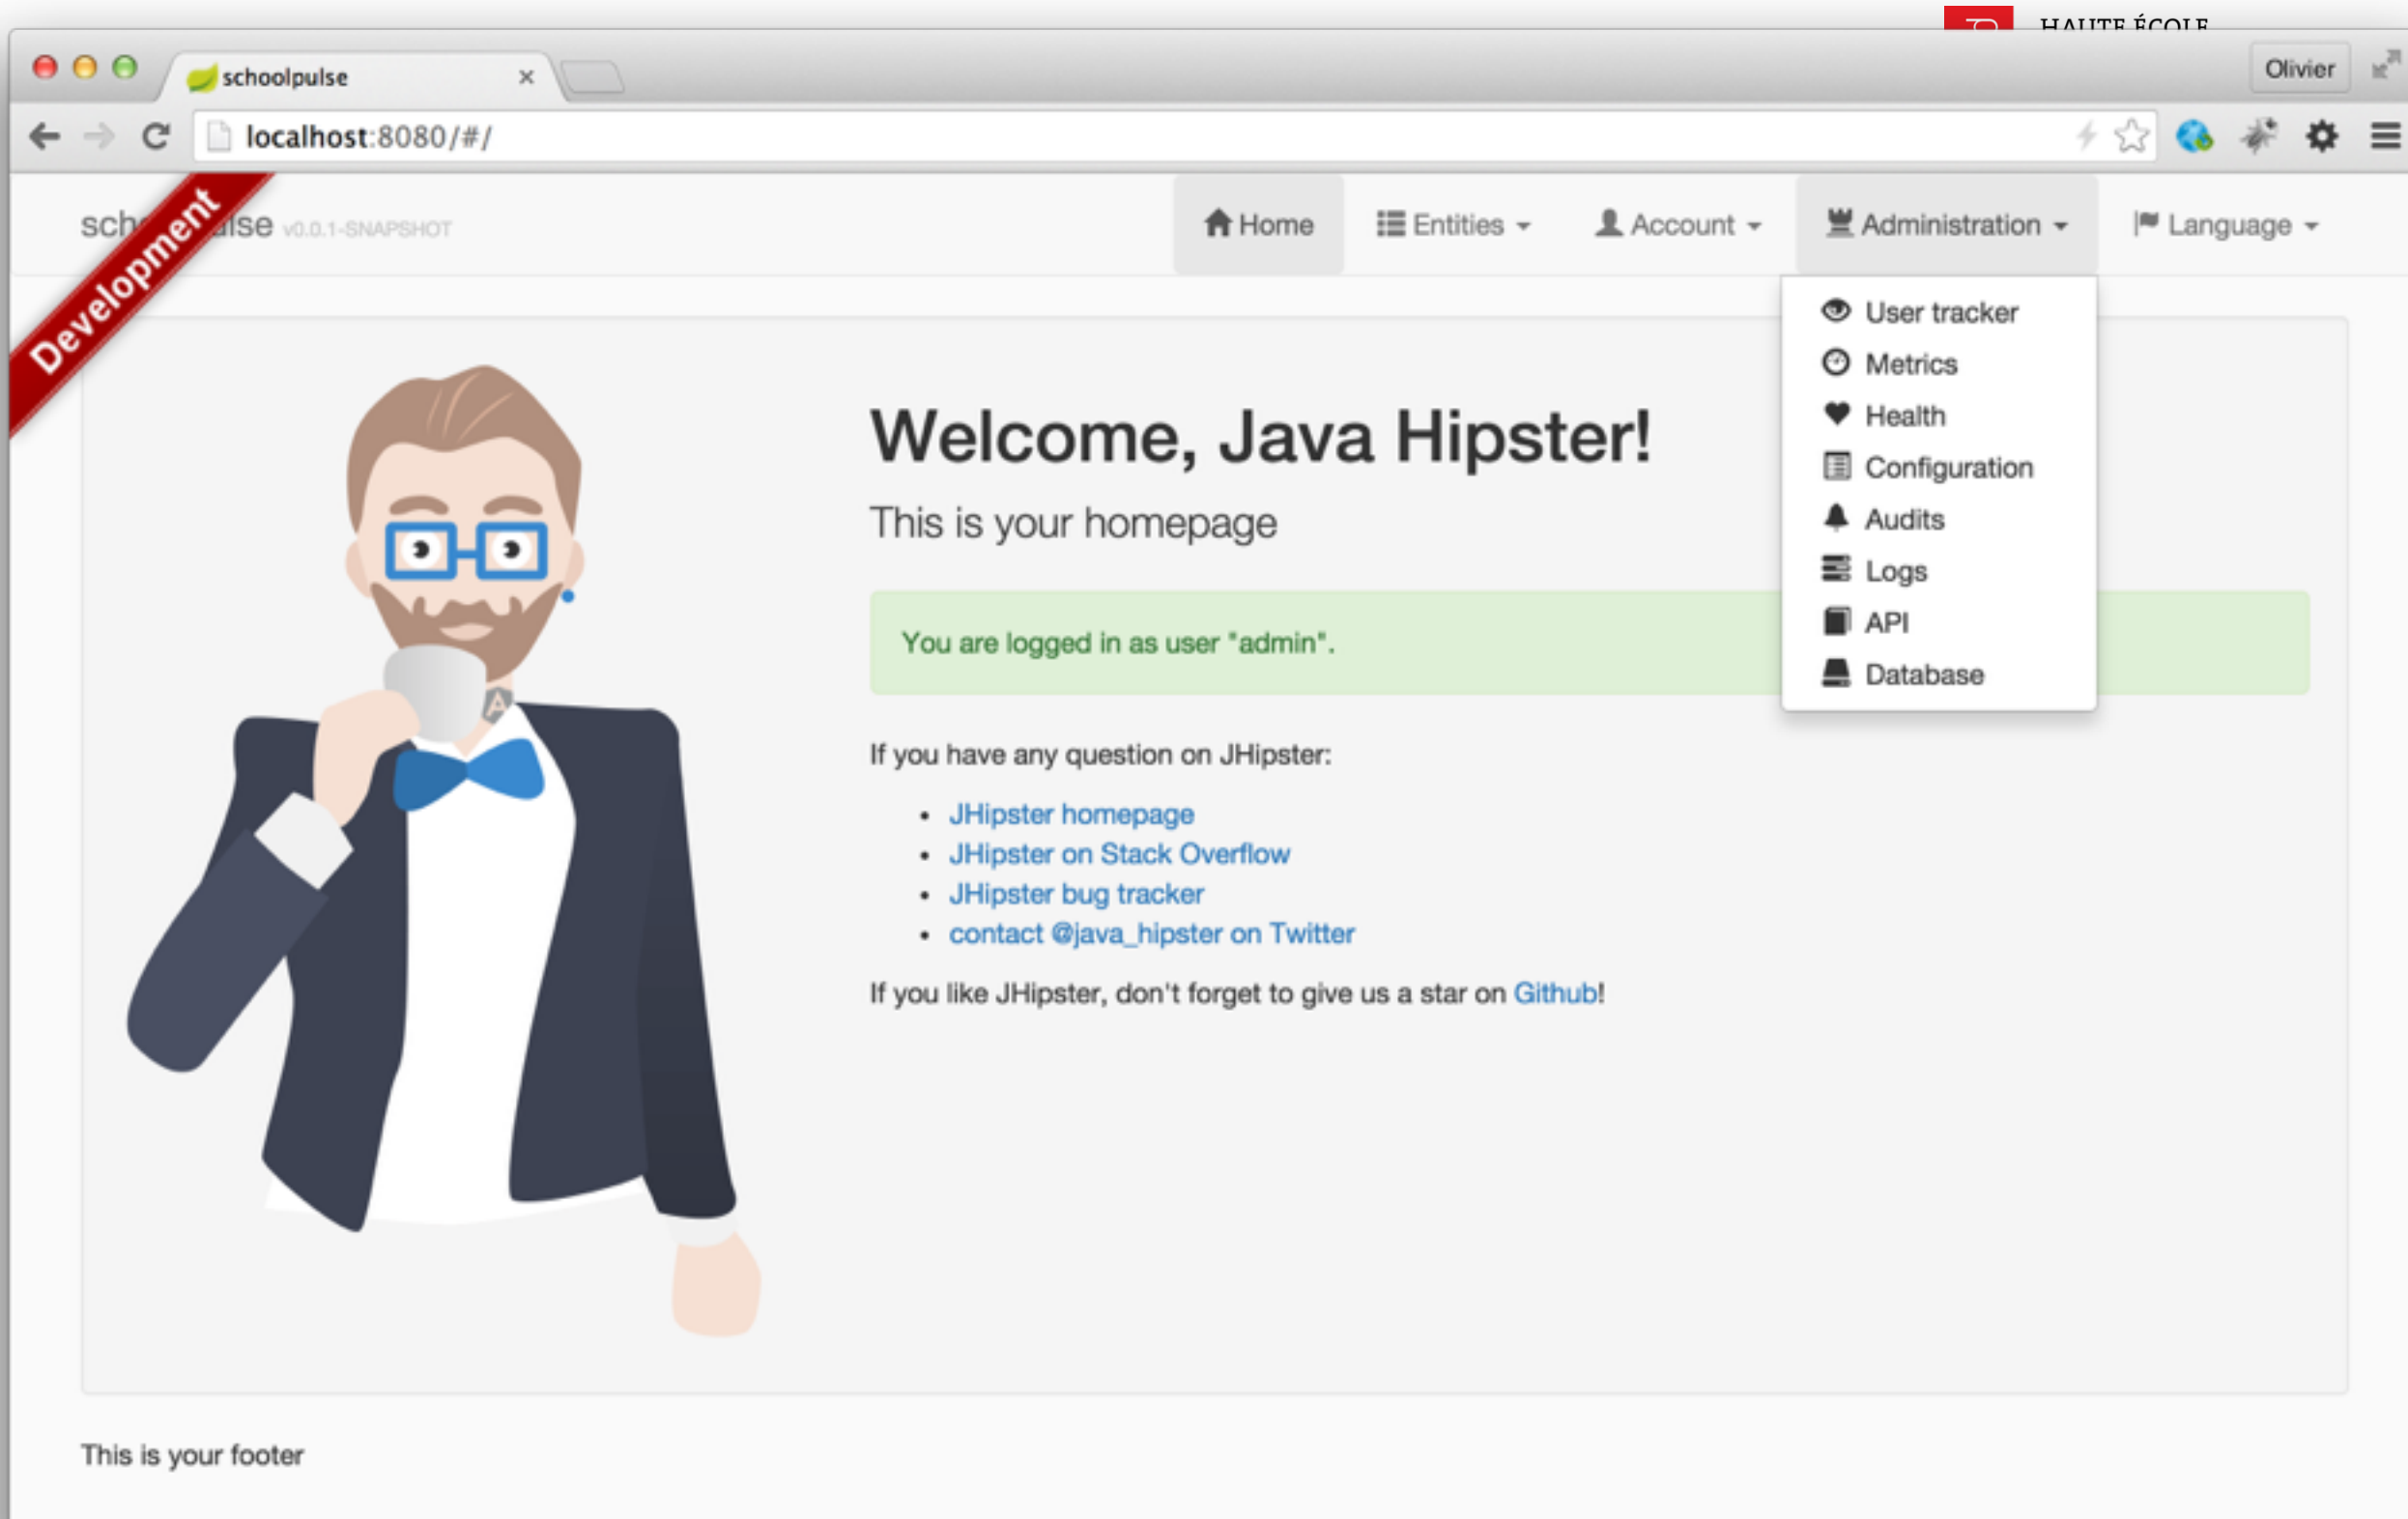 HAUTE ÉCOLE
schoolpulse
Olivier
localhost:8080/#/
Development
v0.0.1-SNAPSHOT
Home
Entities
Account
Administration
Language
User tracker
Metrics
Health
Configuration
Audits
Logs
API
Database
Welcome, Java Hipster!
This is your homepage
You are logged in as user "admin".
If you have any question on JHipster:
• JHipster homepage
• JHipster on Stack Overflow
• JHipster bug tracker
• contact @java_hipster on Twitter
If you like JHipster, don't forget to give us a star on Github!
A
This is your footer